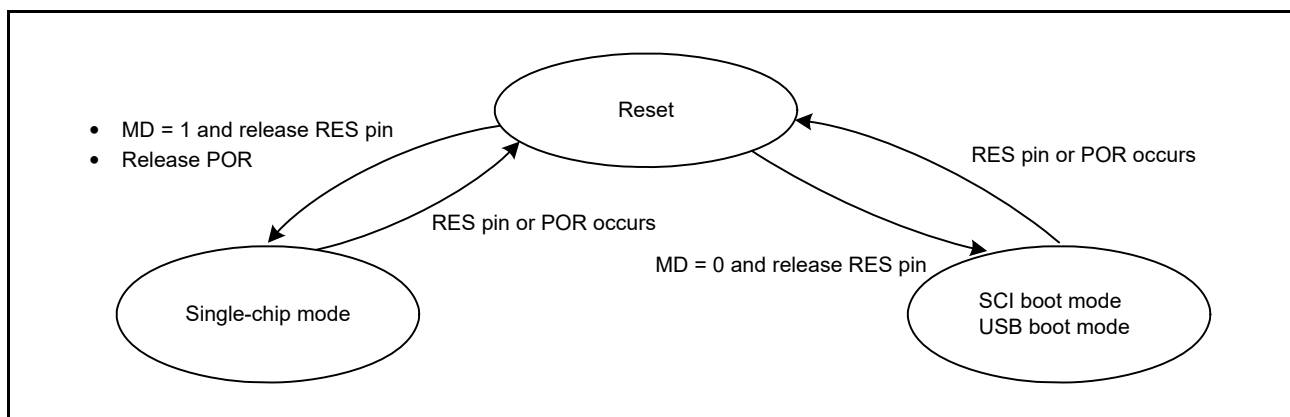 Reset
• MD = 1 and release RES pin
• Release POR
RES pin or POR occurs
RES pin or POR occurs
MD = 0 and release RES pin
Single-chip mode
SCI boot mode
USB boot mode